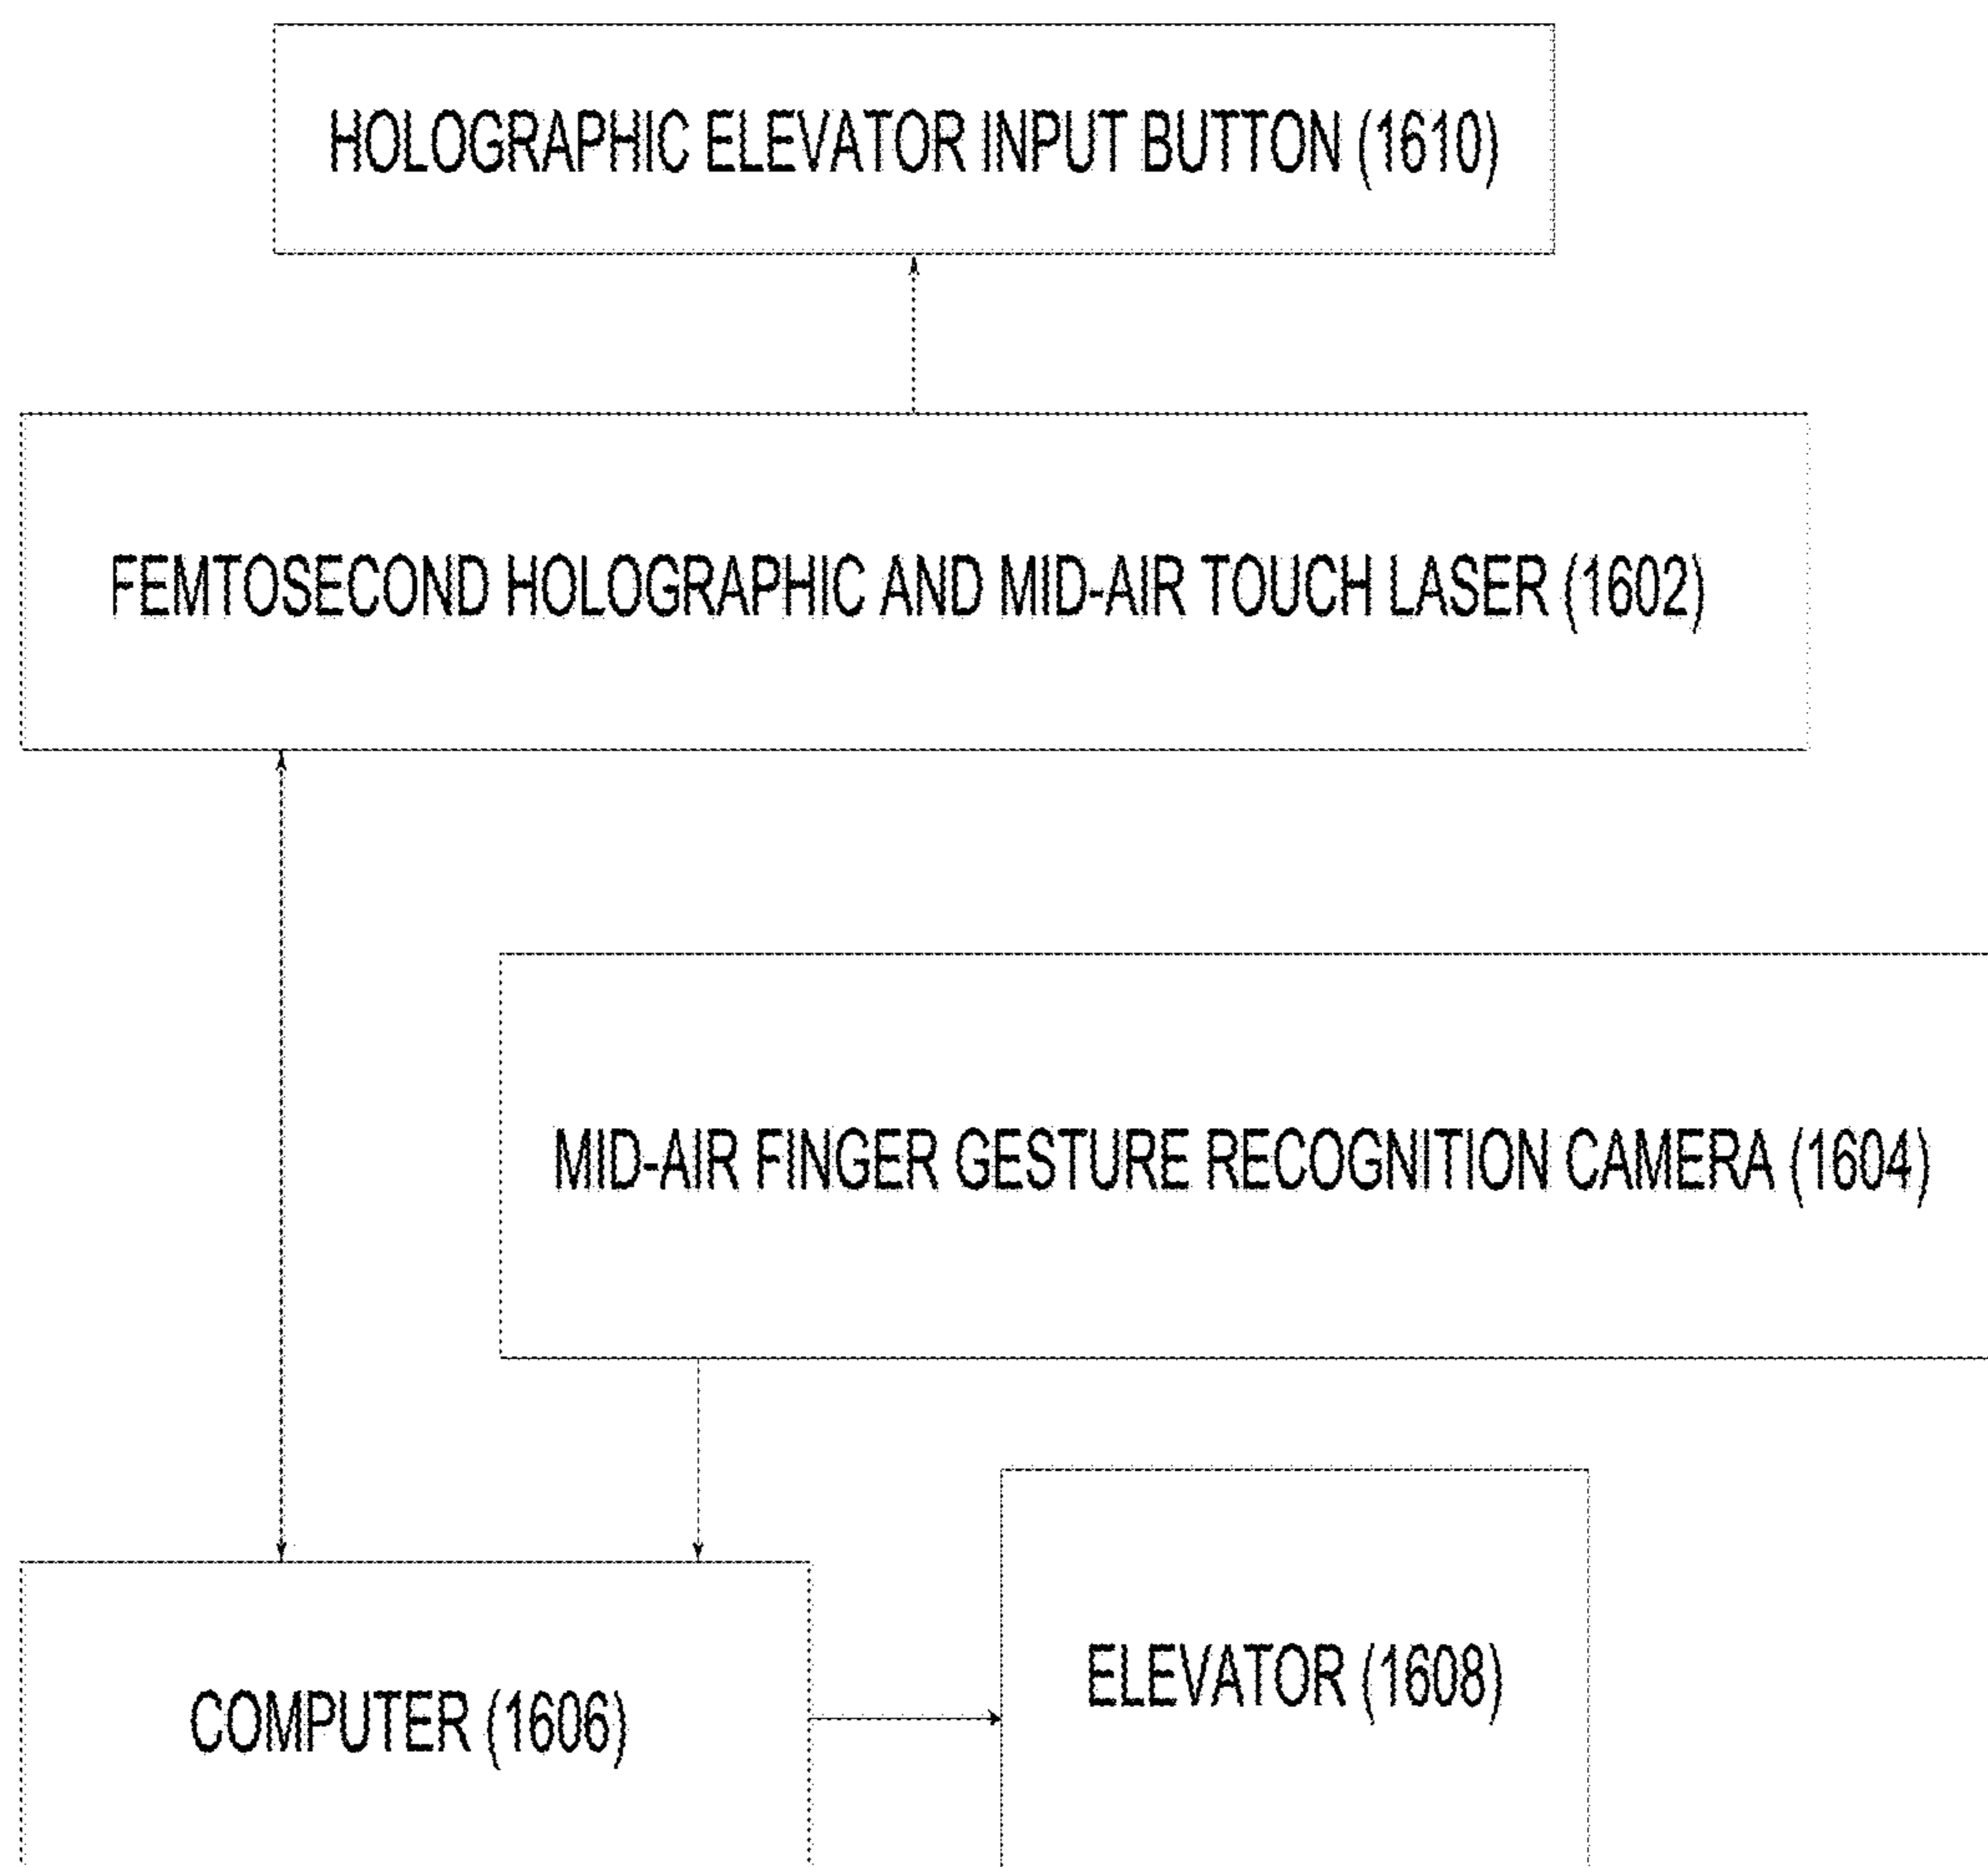 HOLOGRAPHIC ELEVATOR INPUT BUTTON (1610)
FEMTOSECOND HOLOGRAPHIC AND MID-AIR TOUCH LASER (1602)
MID-AIR FINGER GESTURE RECOGNITION CAMERA (1604)
ELEVATOR (1608)
COMPUTER (1606)